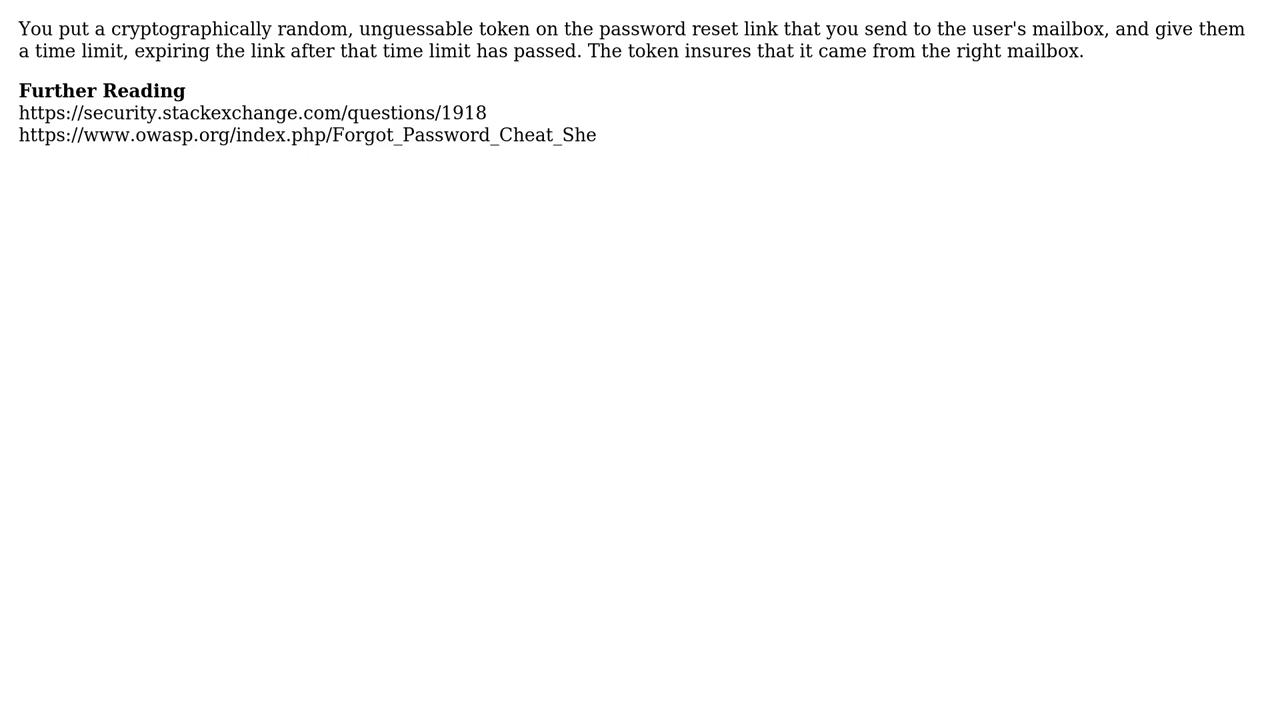 You put a cryptographically random, unguessable token on the password reset link that you send to the user's mailbox, and give them
a time limit, expiring the link after that time limit has passed. The token insures that it came from the right mailbox.
Further Reading
https://security.stackexchange.com/questions/1918
https://www.owasp.org/index.php/Forgot_Password_Cheat_She